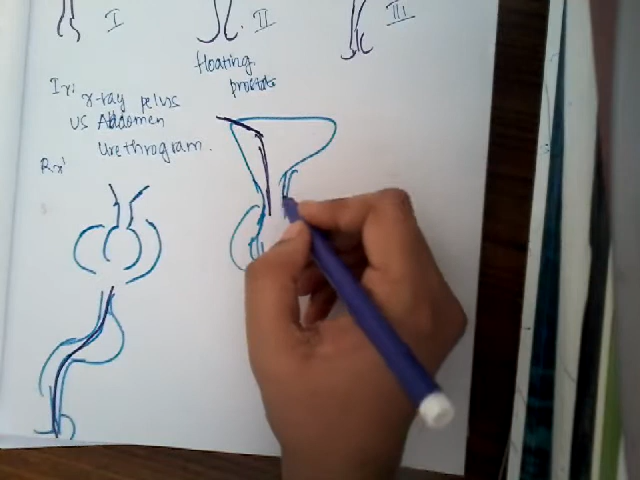 I
II
III
floating
prostate
Ix:
x-ray pelvis
US Abdomen
Urethrogram.
Rx: